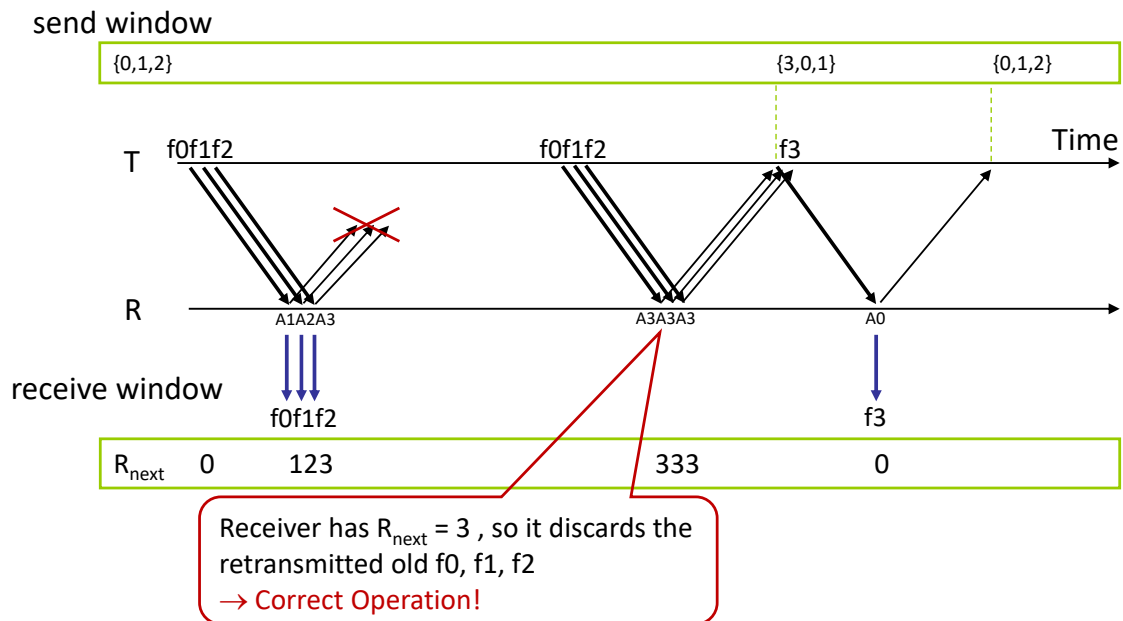 send window
{0,1,2} {3,0,1} {0,1,2}
Time
T f0f1f2 f0f1f2 f3
R
A1A2A3 A3A3A3 A0
receive window
f0f1f2 f3
Rnext 0 123 333 0
Receiver has Rnext = 3 , so it discards the
retransmitted old f0, f1, f2
→ Correct Operation!